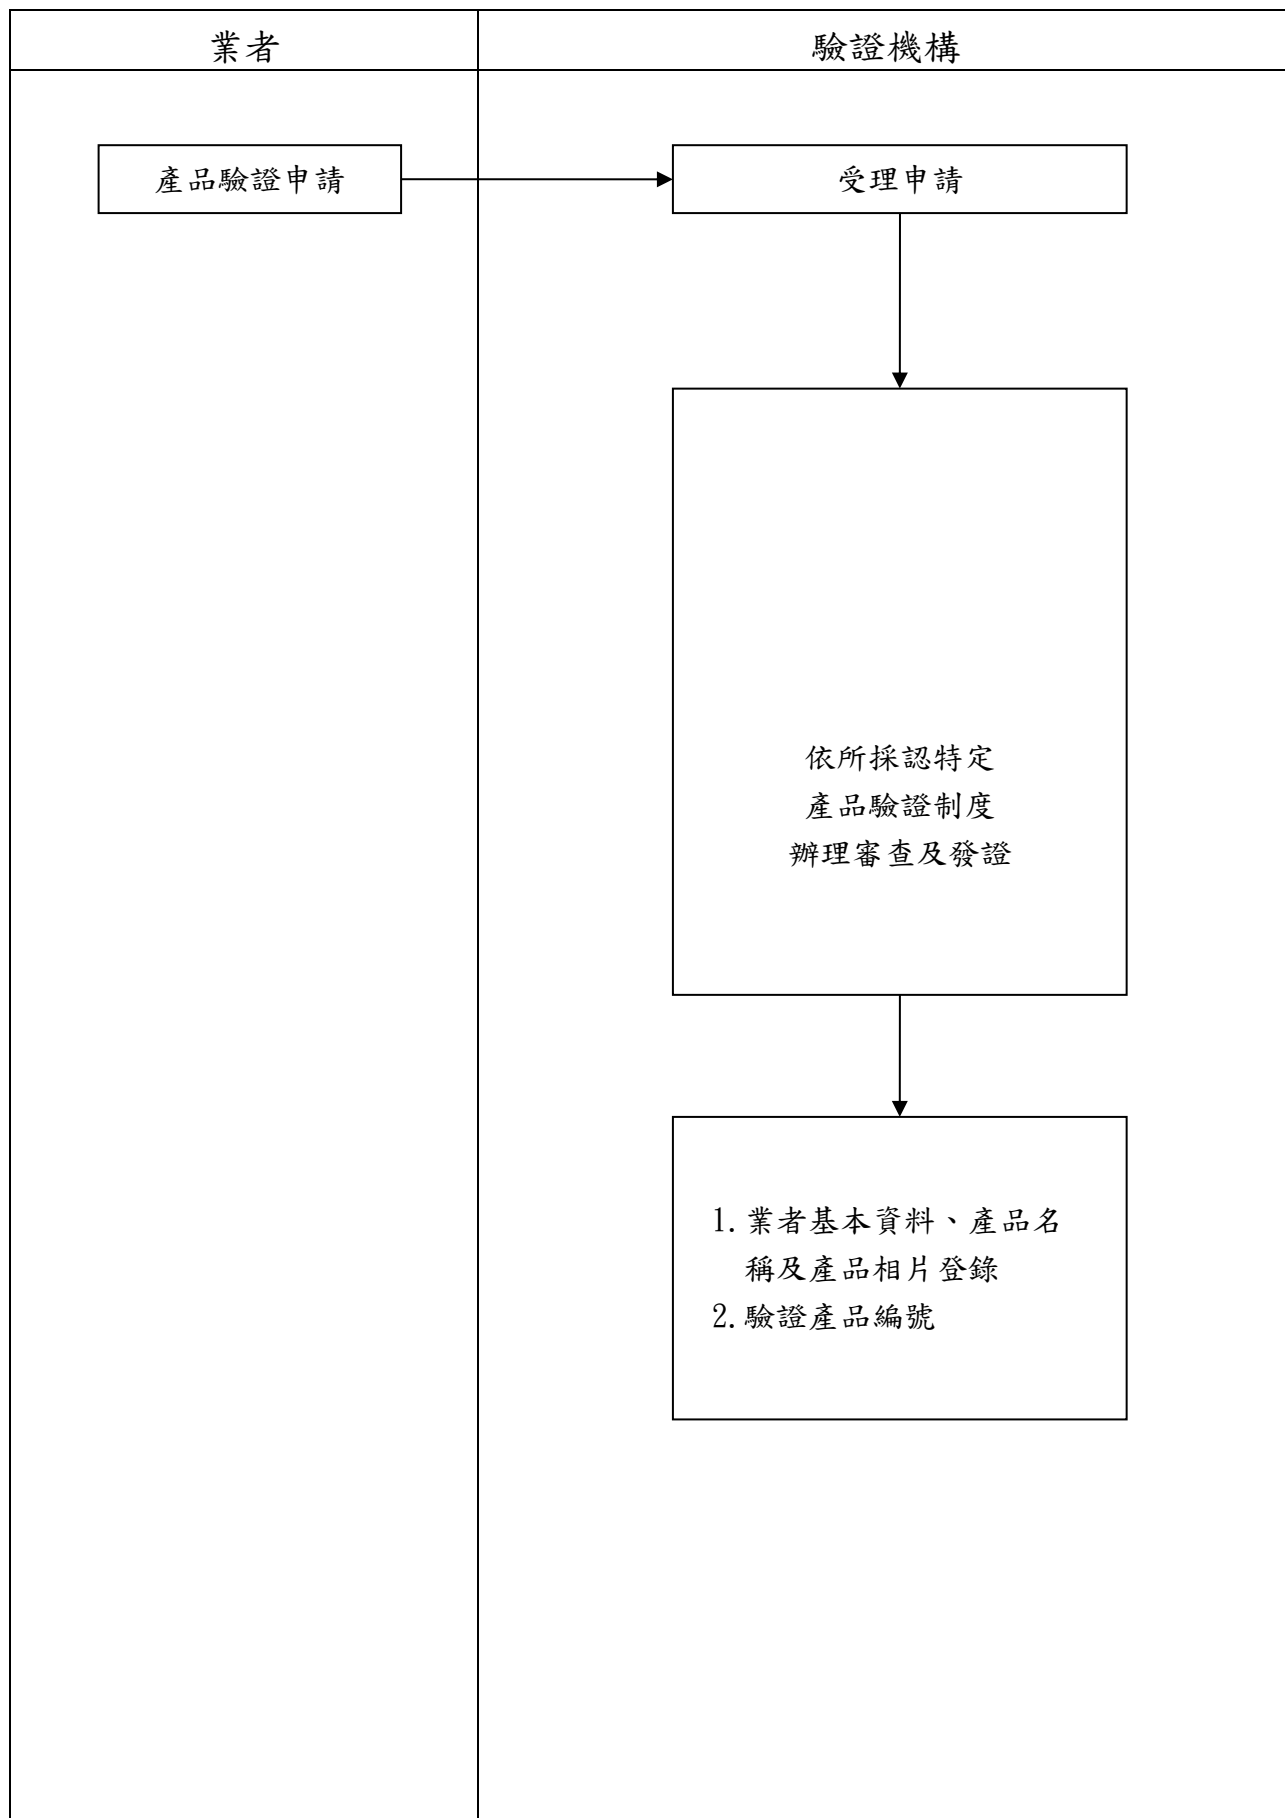 業者
驗證機構
產品驗證申請
受理申請
依所採認特定
產品驗證制度
辦理審查及發證
1.業者基本資料、產品名
稱及產品相片登錄
2.驗證產品編號